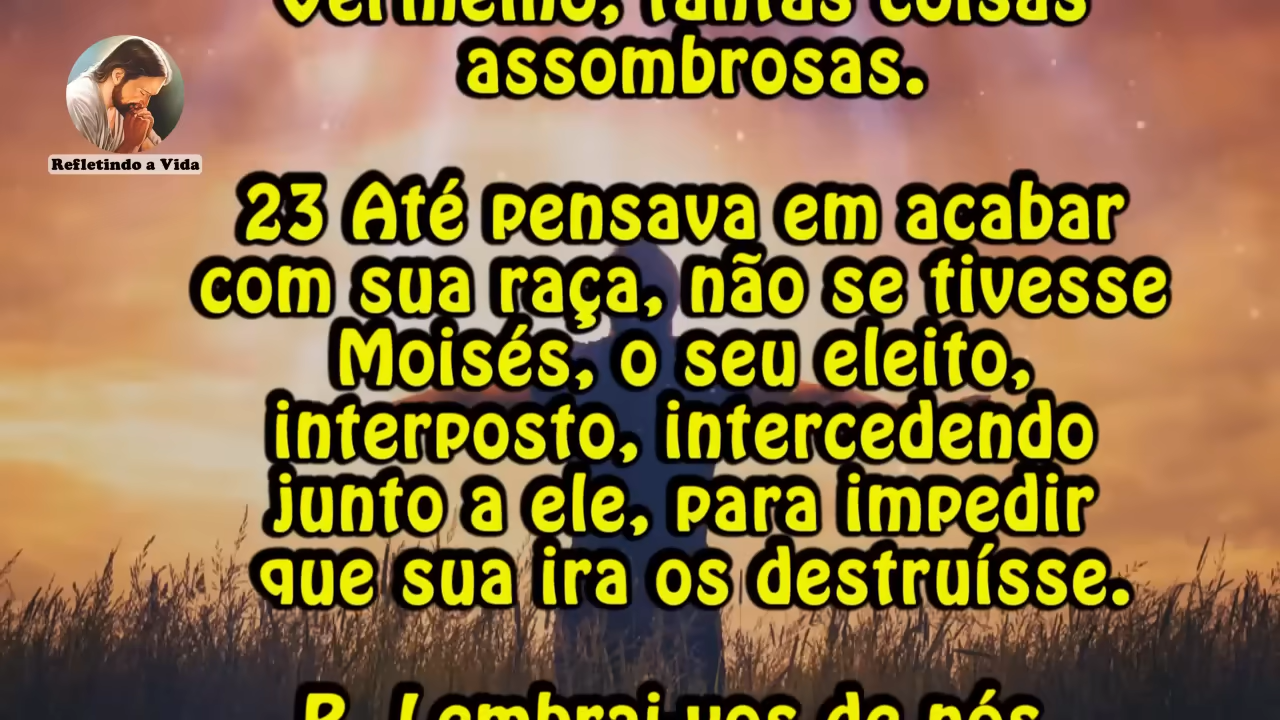 Vermelho, tantas coisas
assombrosas.
Refletindo a Vida
23 Até pensava em acabar
com sua raça, não se tivesse
Moisés, o seu eleito,
interposto, intercedendo
junto a ele, para impedir
que sua ira os destruísse.
R. Lembrai-vos de nós,